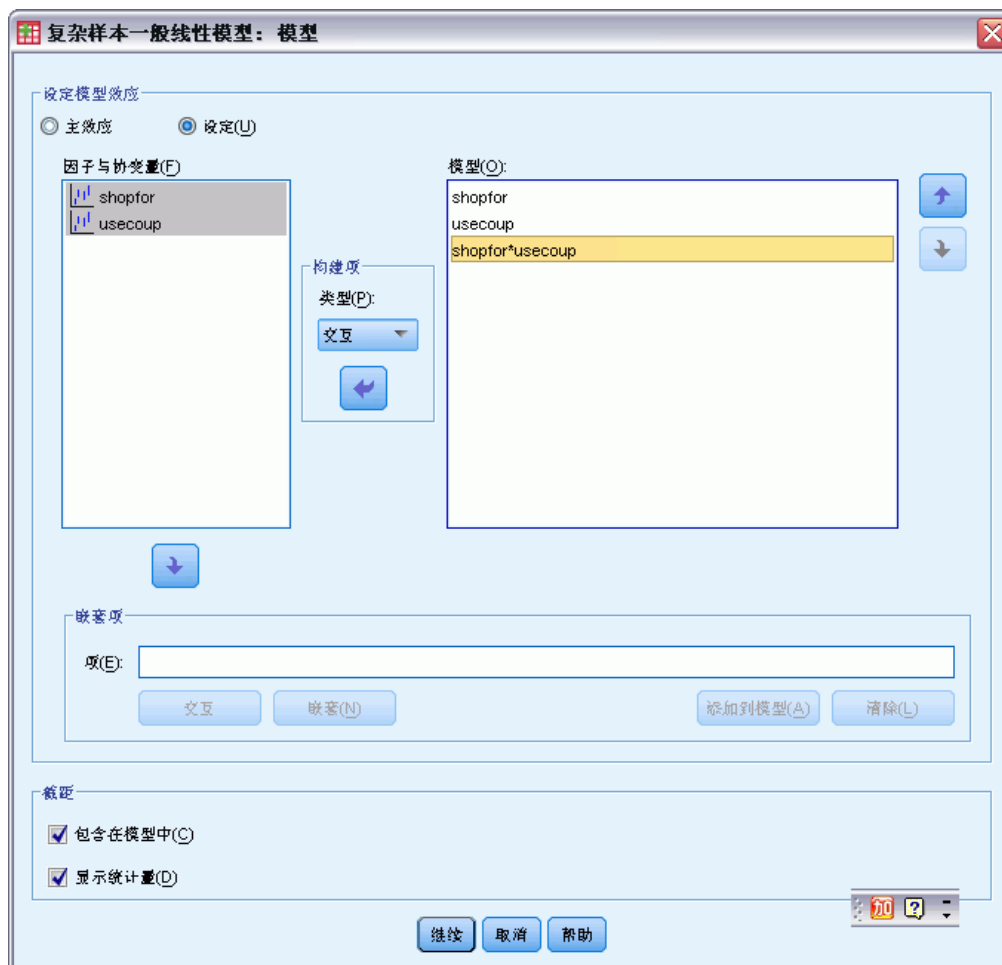 复杂样本一般线性模型：模型
设定模型效应
主效应
设定(U)
因子与协变量(F)
shopfor
usecoup
构建项
类型(P):
交互
模型(O):
shopfor
usecoup
shopfor*usecoup
嵌套项
项(E):
交互
嵌套(N)
添加到模型(A)
清除(L)
截距
包含在模型中(C)
显示统计量(D)
加
?
继续
取消
帮助